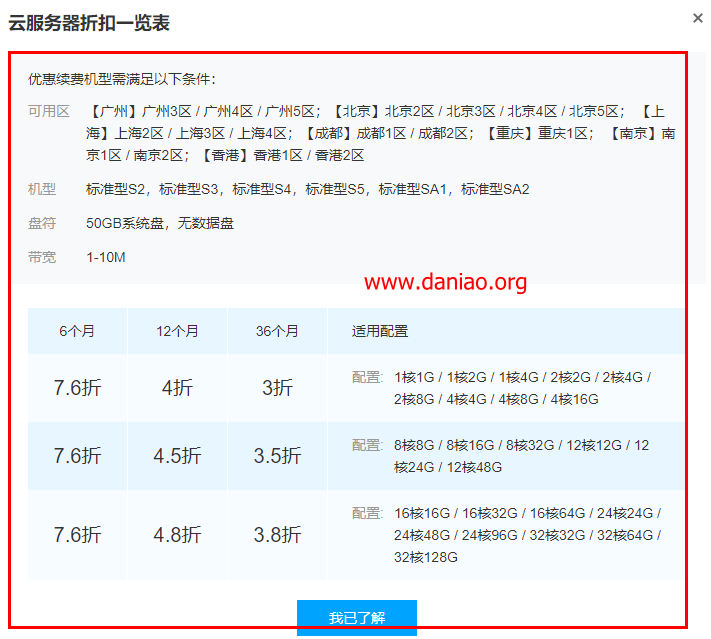 云服务器折扣一览表
×
优惠续费机型需满足以下条件：
可用区 【广州】广州3区 / 广州4区 / 广州5区； 【北京】北京2区 / 北京3区 / 北京4区 / 北京5区； 【上
海】上海2区 / 上海3区 / 上海4区； 【成都】成都1区 / 成都2区； 【重庆】重庆1区； 【南京】南
京1区 / 南京2区； 【香港】香港1区 / 香港2区
机型 标准型S2，标准型S3，标准型S4，标准型S5，标准型SA1，标准型SA2
盘符 50GB系统盘，无数据盘
带宽 1-10M
www.daniao.org
6个月 12个月 36个月 适用配置
7.6折 4折 3折 配置: 1核1G / 1核2G / 1核4G / 2核2G / 2核4G /
2核8G / 4核4G / 4核8G / 4核16G
7.6折 4.5折 3.5折 配置: 8核8G / 8核16G / 8核32G / 12核12G / 12
核24G / 12核48G
7.6折 4.8折 3.8折 配置: 16核16G / 16核32G / 16核64G / 24核24G /
24核48G / 24核96G / 32核32G / 32核64G /
32核128G
我已了解